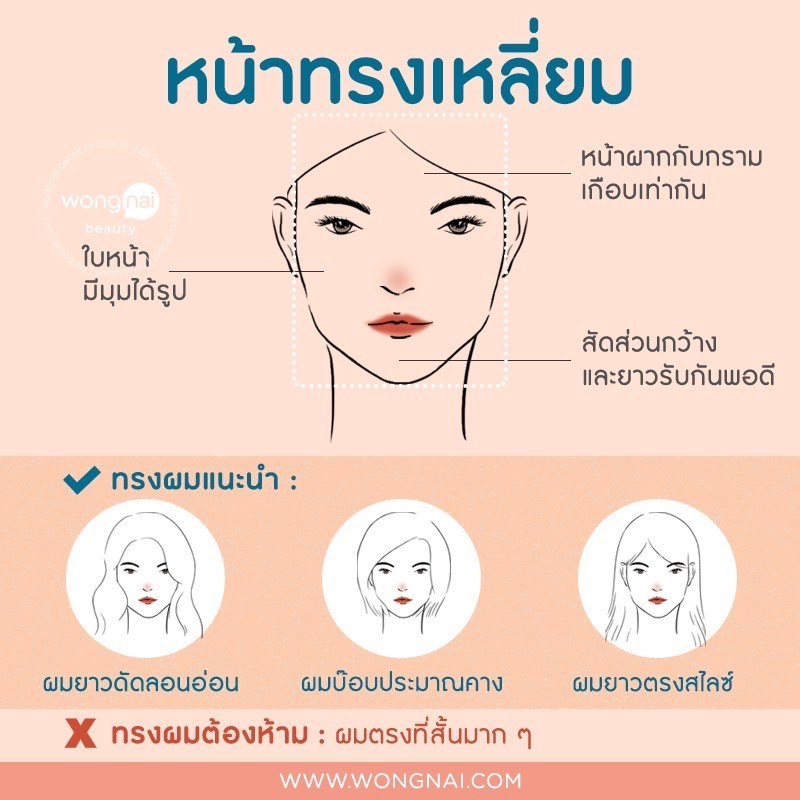 หน้าทรงเหลี่ยม
หน้าผากกับกราม
เกือบเท่ากัน
wongnai
beauty
ใบหน้า
มีมุมได้รูป
สัดส่วนกว้าง
และยาวรับกันพอดี
ทรงผมแนะนำ :
ผมยาวดัดลอนอ่อน
ผมบ๊อบประมาณคาง
ผมยาวตรงสไลซ์
X ทรงผมต้องห้าม : ผมตรงที่สั้นมาก ๆ
WWW.WONGNAI.COM